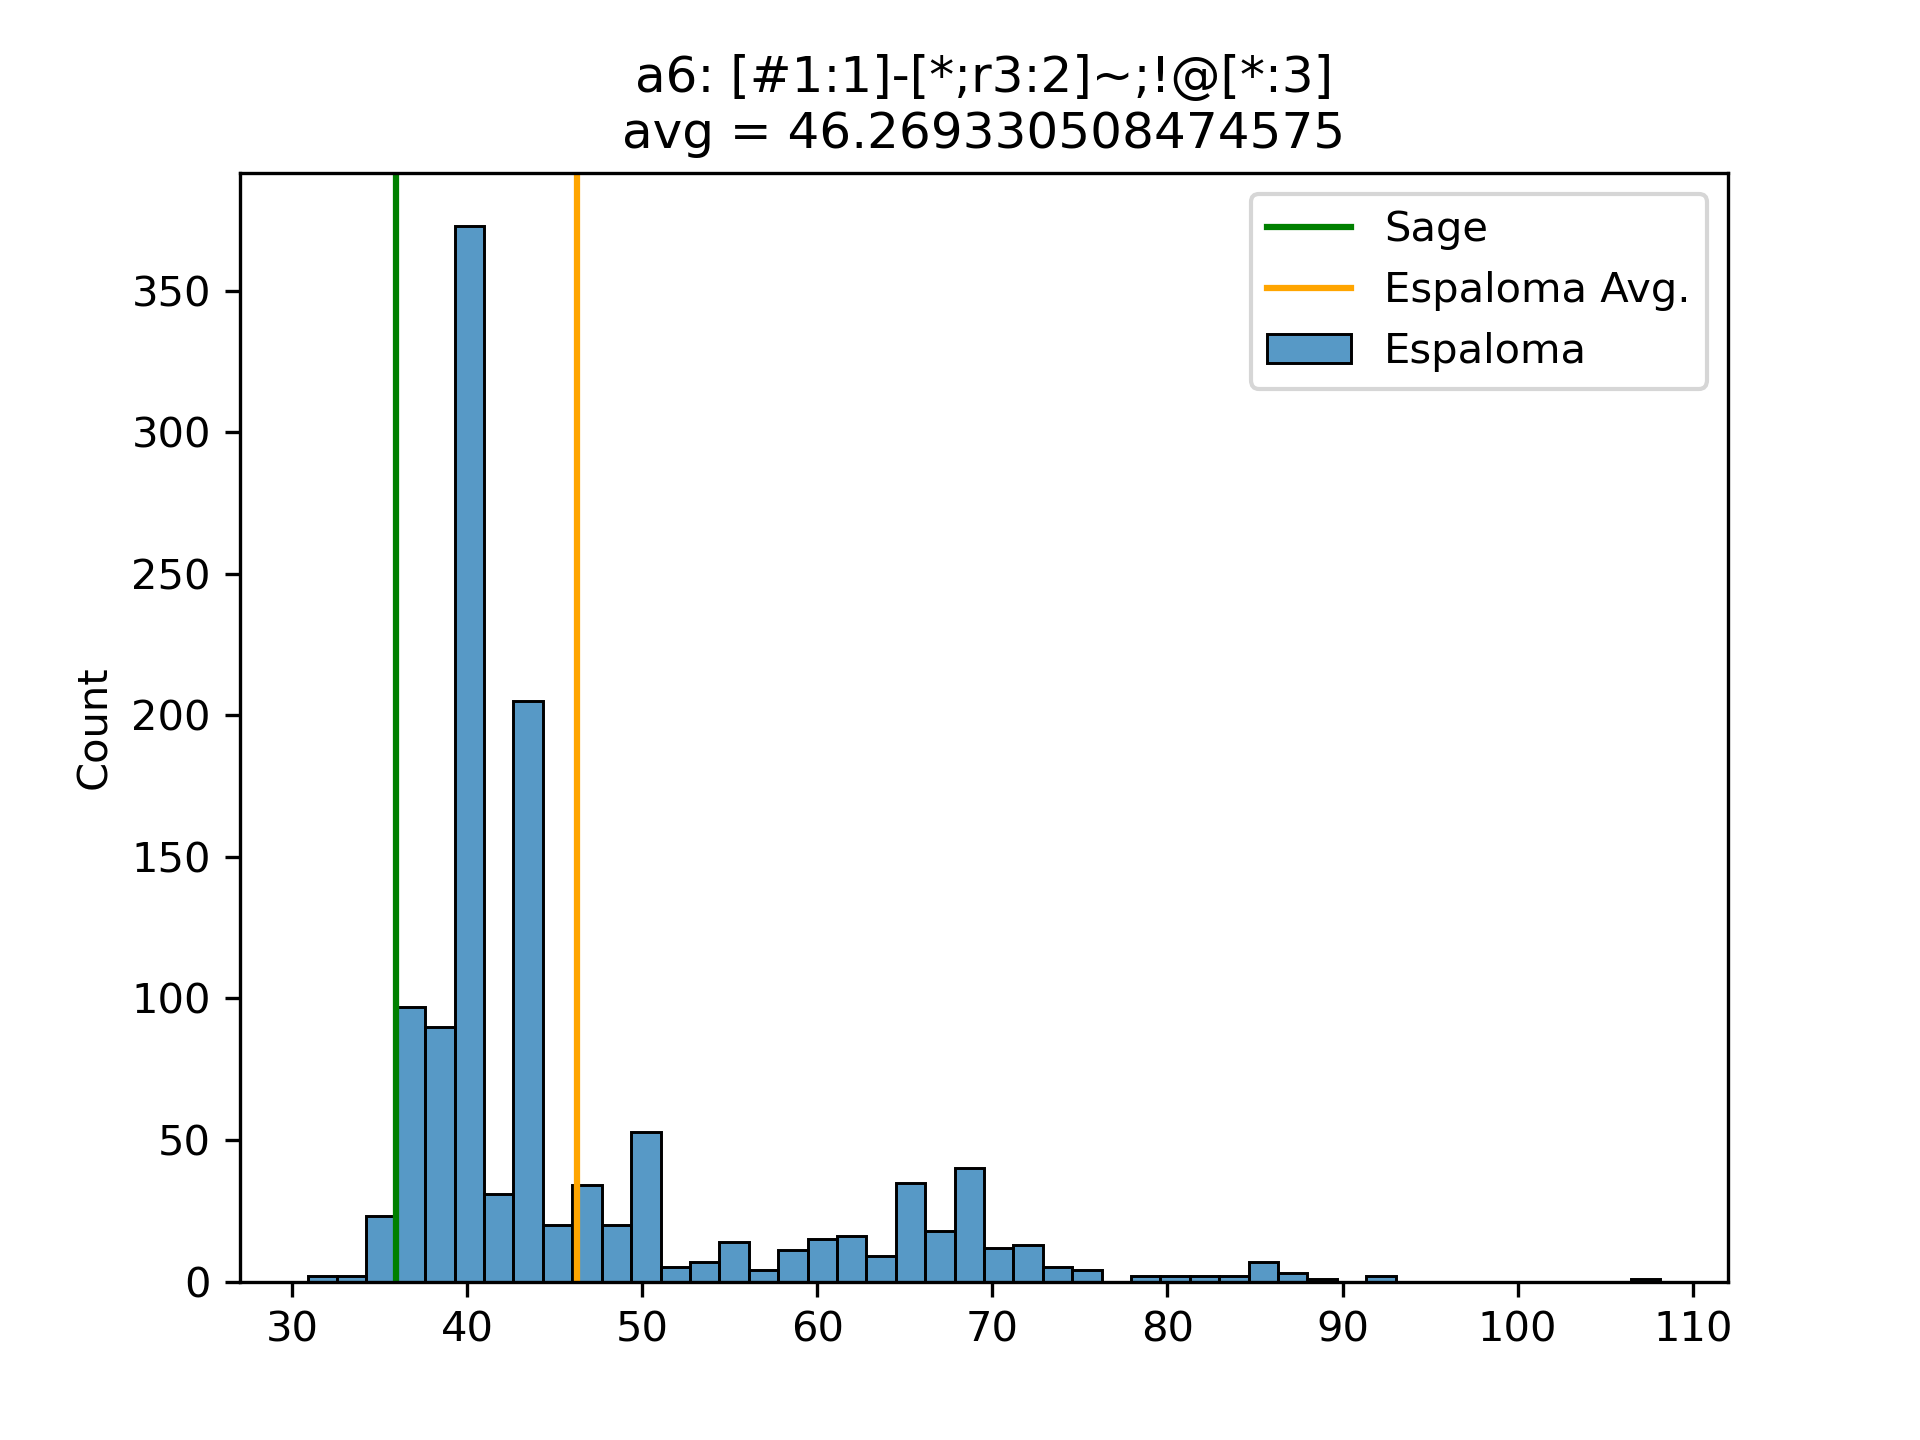 a6: [#1:1]-[*;r3:2]~;!@[*:3]
avg = 46.269330508474575
Sage
Espaloma Avg.
Espaloma
Count
350
300
250
200
150
100
50
0
30 40 50 60 70 80 90 100 110